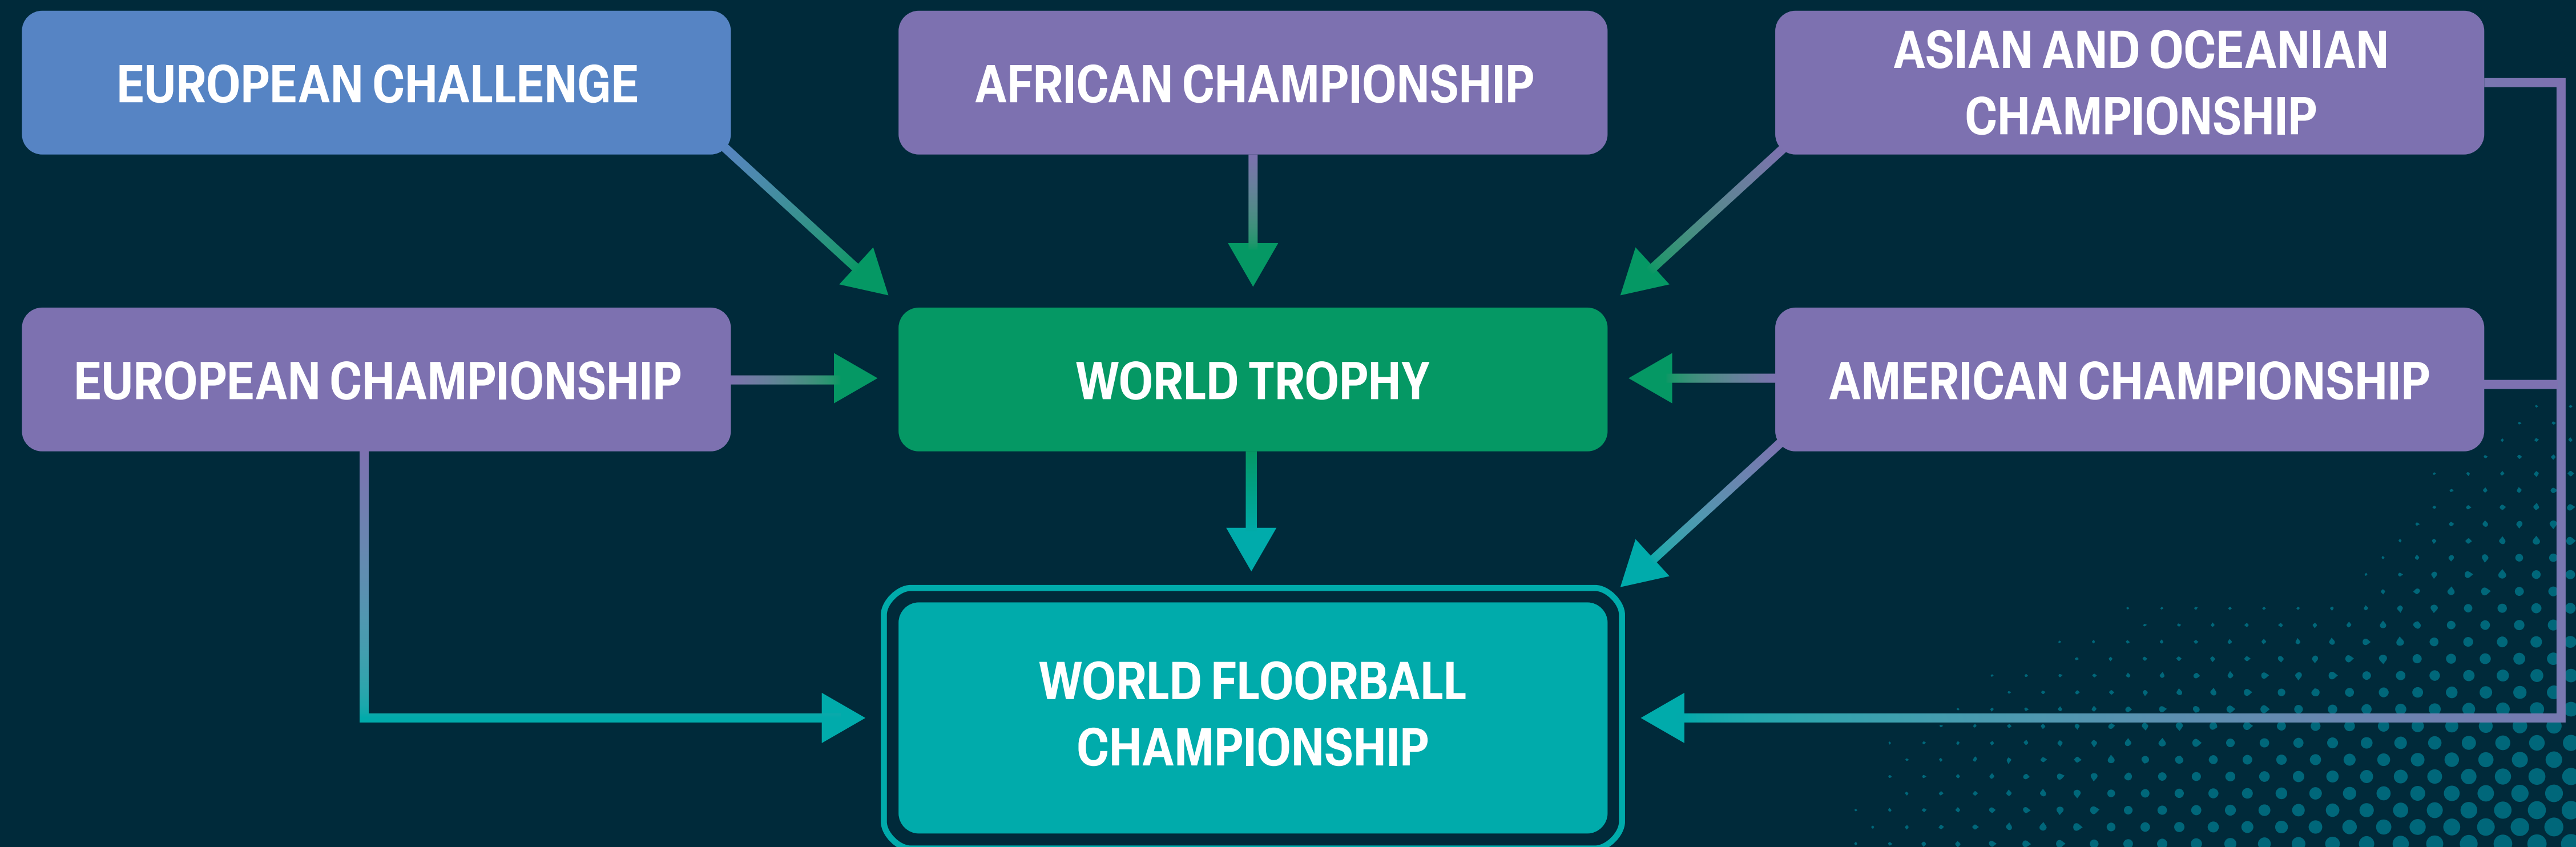 EUROPEAN CHALLENGE
AFRICAN CHAMPIONSHIP
ASIAN AND OCEANIAN
CHAMPIONSHIP
EUROPEAN CHAMPIONSHIP
WORLD TROPHY
AMERICAN CHAMPIONSHIP
WORLD FLOORBALL
CHAMPIONSHIP